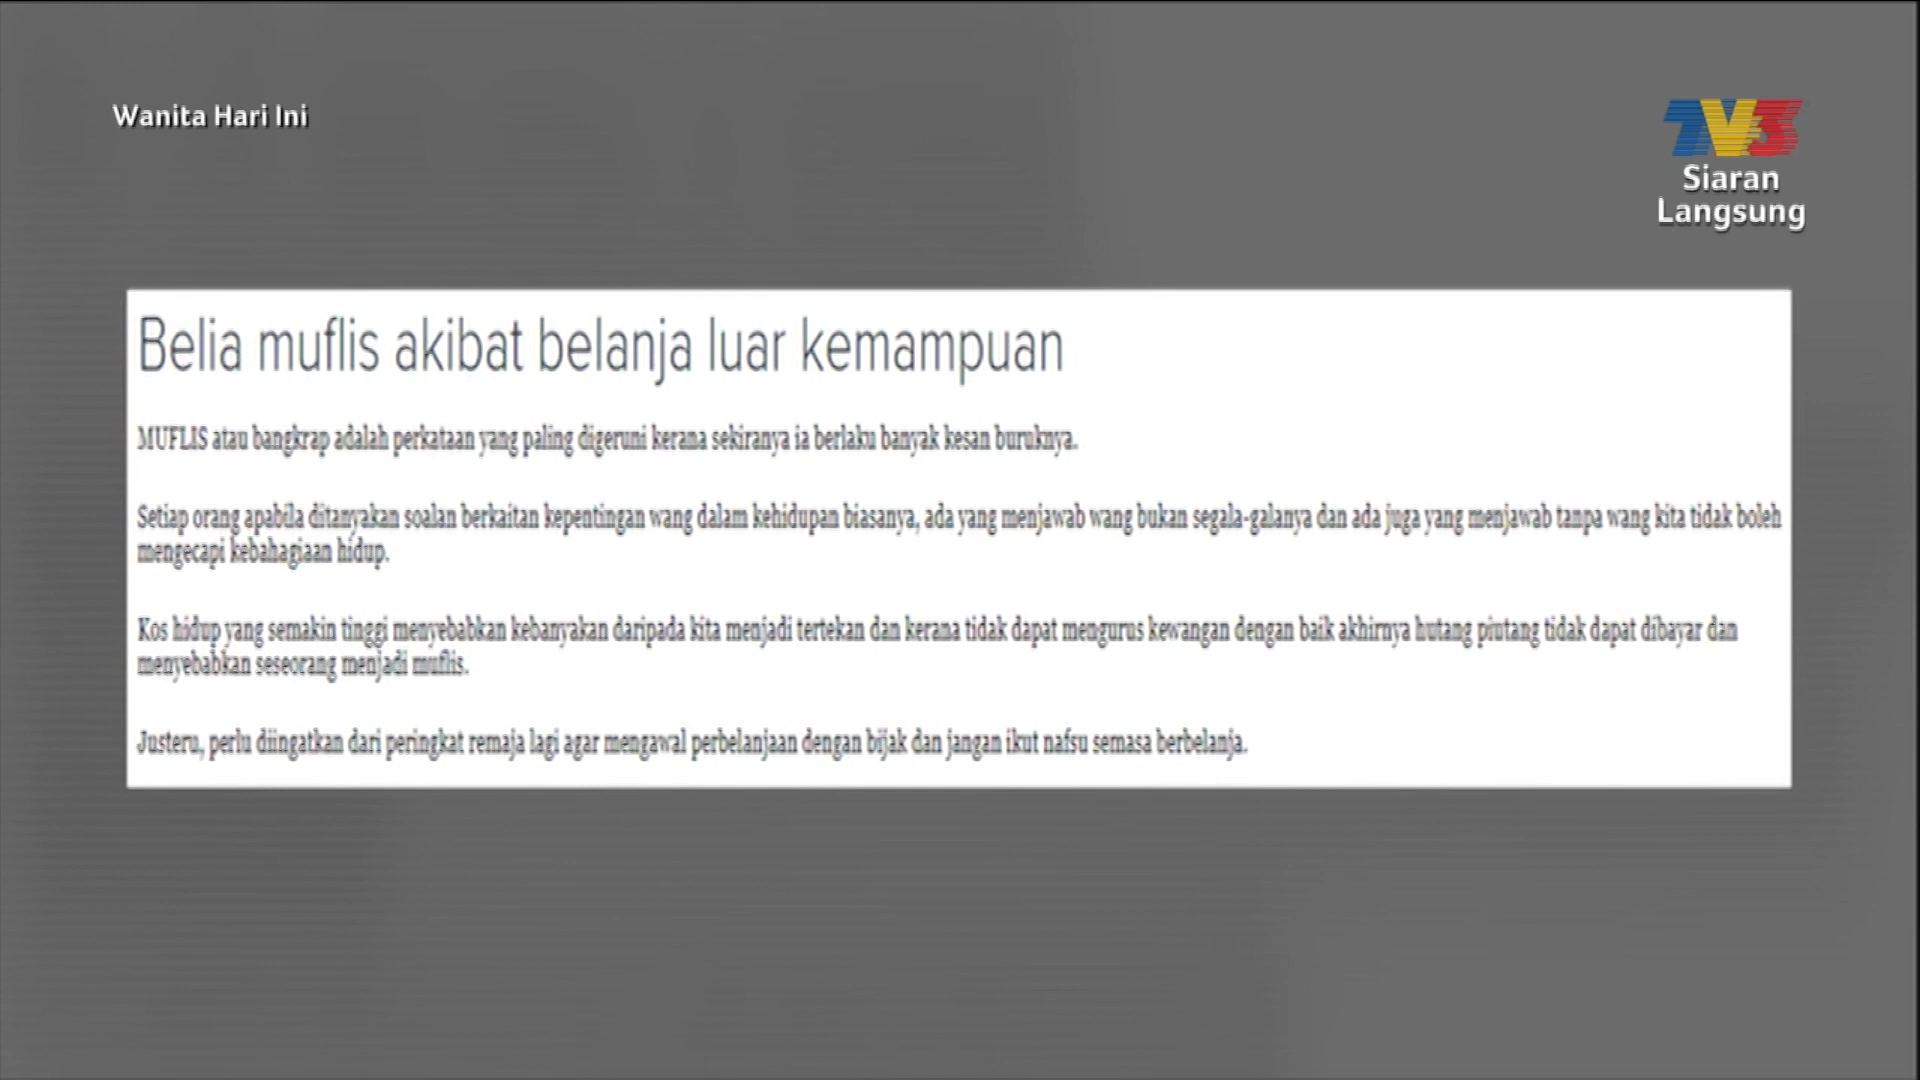 Wanita Hari Ini
TV3
Siaran
Langsung
Belia muflis akibat belanja luar kemampuan
MUFLIS atau bangkrap adalah perkataan yang paling digeruni kerana sekiranya ia berlaku banyak kesan buruknya.
Setiap orang apabila ditanyakan soalan berkaitan kepentingan wang dalam kehidupan biasanya, ada yang menjawab wang bukan segala-galanya dan ada juga yang menjawab tanpa wang kita tidak boleh
mengecapi kebahagiaan hidup.
Kos hidup yang semakin tinggi menyebabkan kebanyakan daripada kita menjadi tertekan dan kerana tidak dapat mengurus kewangan dengan baik akhirnya hutang piutang tidak dapat dibayar dan
menyebabkan seseorang menjadi muflis.
Justeru, perlu diingatkan dari peringkat remaja lagi agar mengawal perbelanjaan dengan bijak dan jangan ikut nafsu semasa berbelanja.